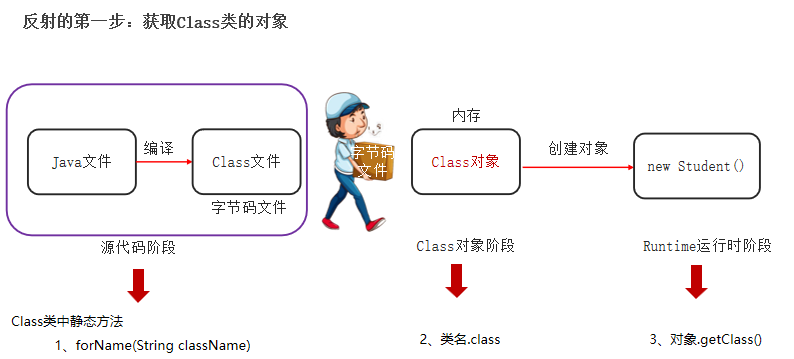 反射的第一步：获取Class类的对象
内存
Java文件
编译
Class文件
字节码
文件
Class对象
创建对象
new Student()
字节码文件
源代码阶段
Class对象阶段
Runtime运行时阶段
Class类中静态方法
1、forName(String className)
2、类名.class
3、对象.getClass()